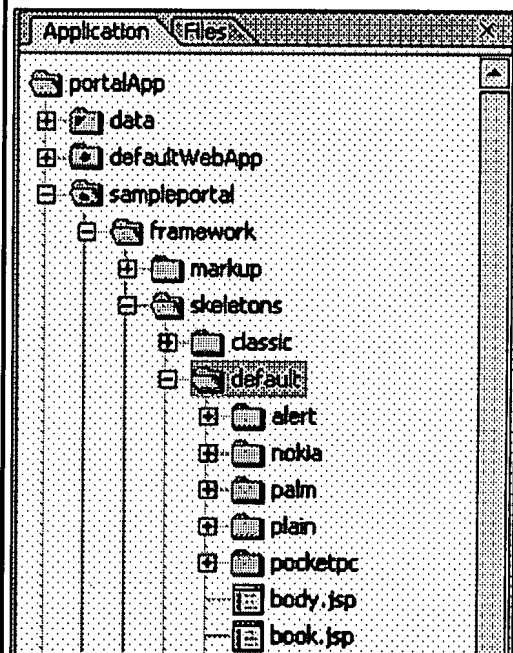 Application Files
portalApp
data
defaultWebApp
sampleportal
framework
markup
skeletons
classic
default
alert
nokia
palm
plain
pocketpc
body.jsp
book.jsp